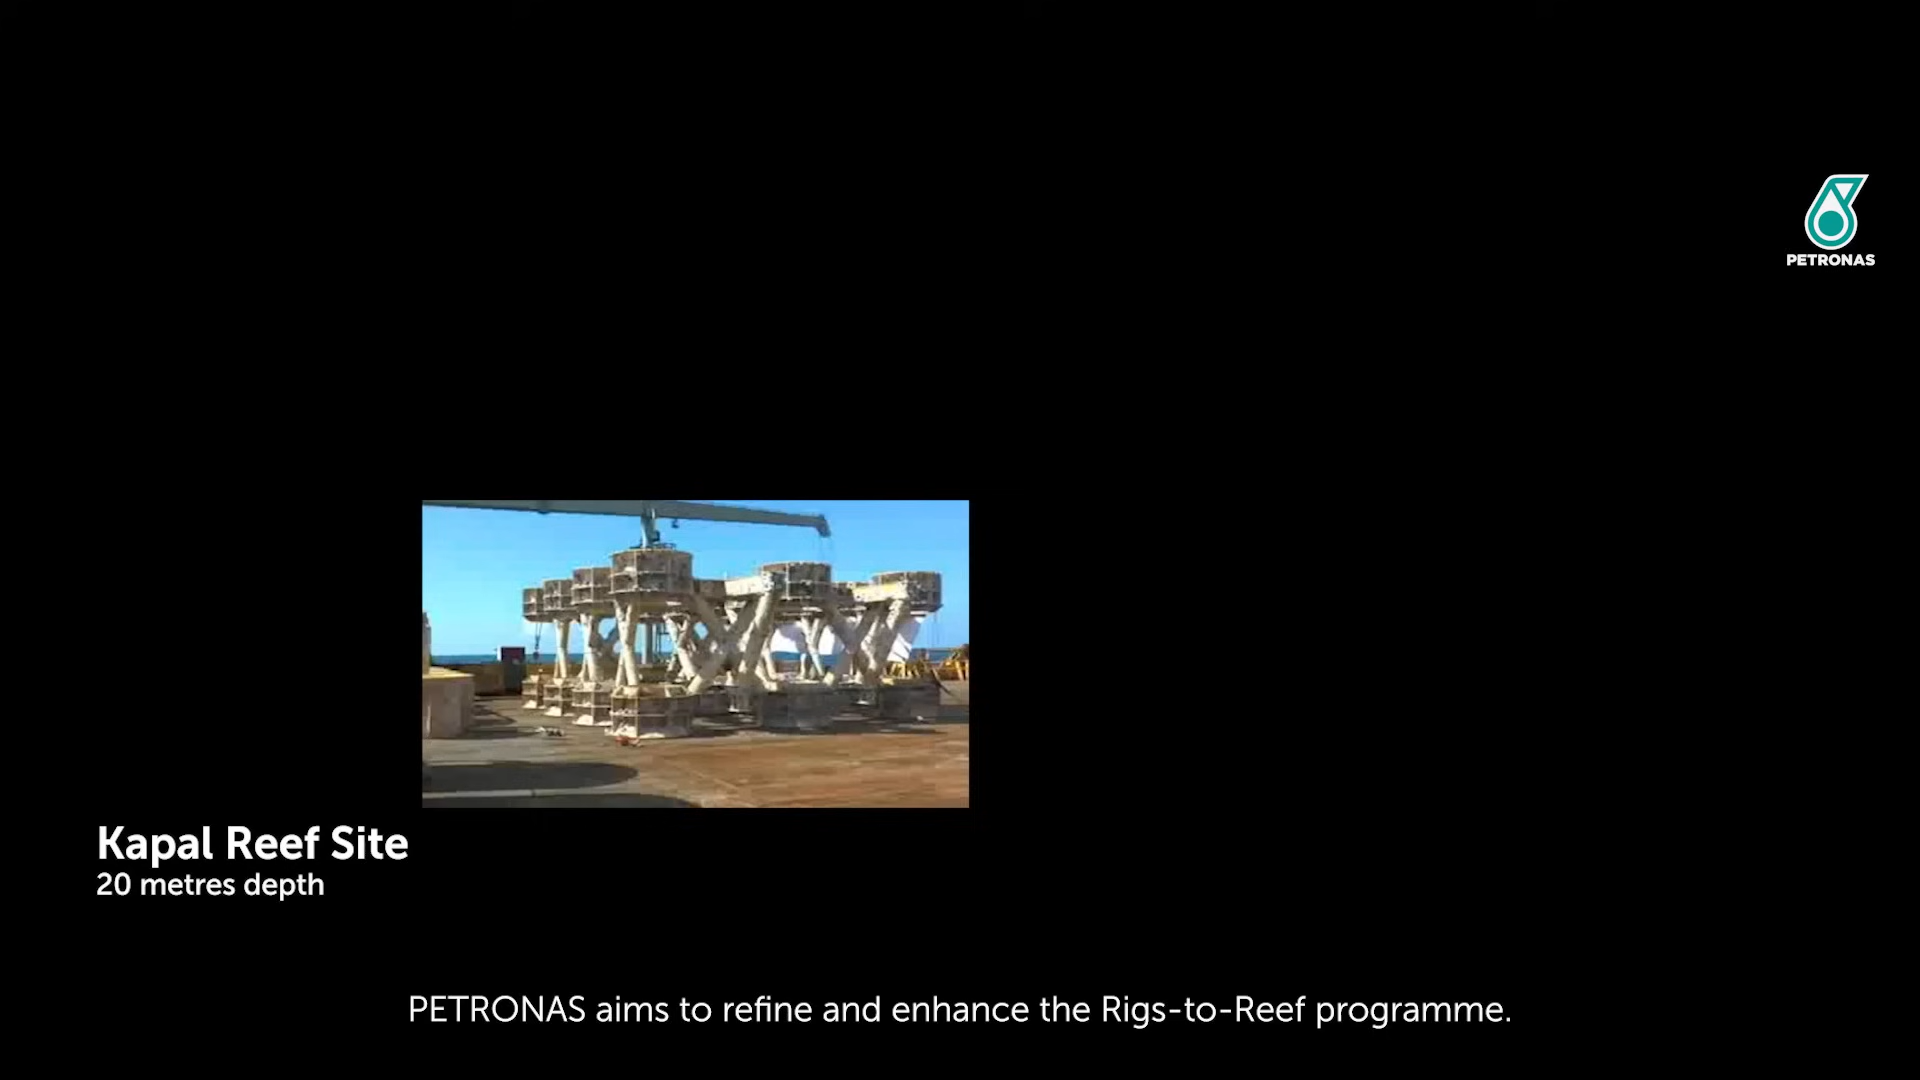 PETRONAS
Kapal Reef Site
20 metres depth
PETRONAS aims to refine and enhance the Rigs-to-Reef programme.